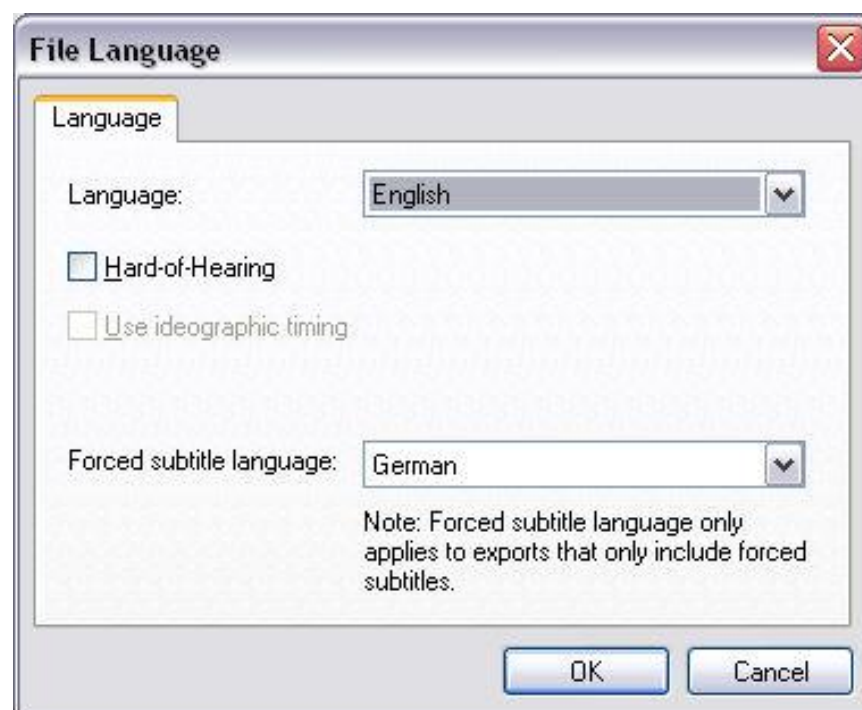 File Language
Language
Language: English
Hard-of-Hearing
Use ideographic timing
Forced subtitle language: German
Note: Forced subtitle language only
applies to exports that only include forced
subtitles.
OK Cancel